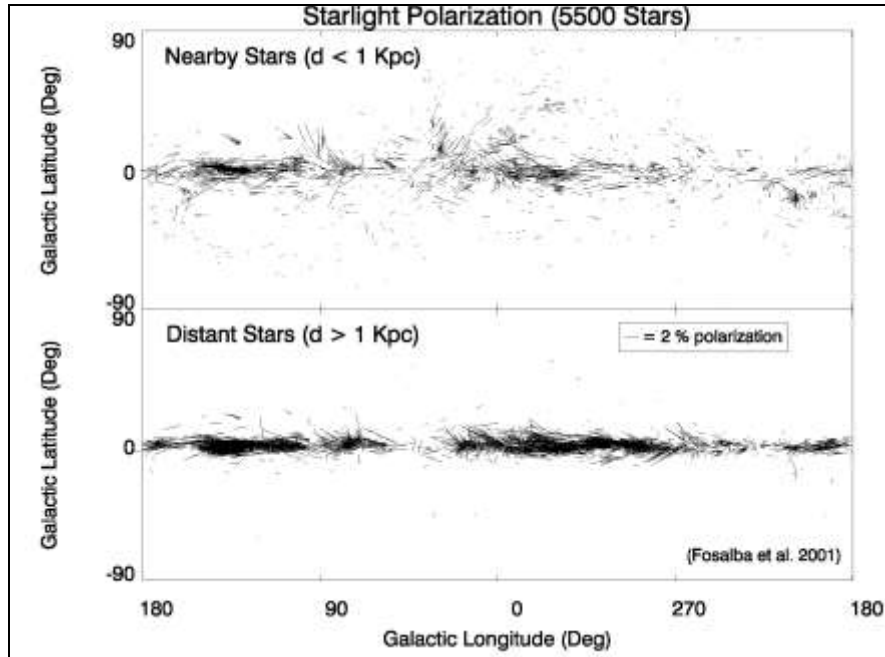 Starlight Polarization (5500 Stars)
90
Nearby Stars (d < 1 Kpc)
Galactic Latitude (Deg)
0
-90
90
Distant Stars (d > 1 Kpc)
— = 2 % polarization
Galactic Latitude (Deg)
0
(Fosalba et al. 2001)
-90
180 90 0 270 180
Galactic Longitude (Deg)